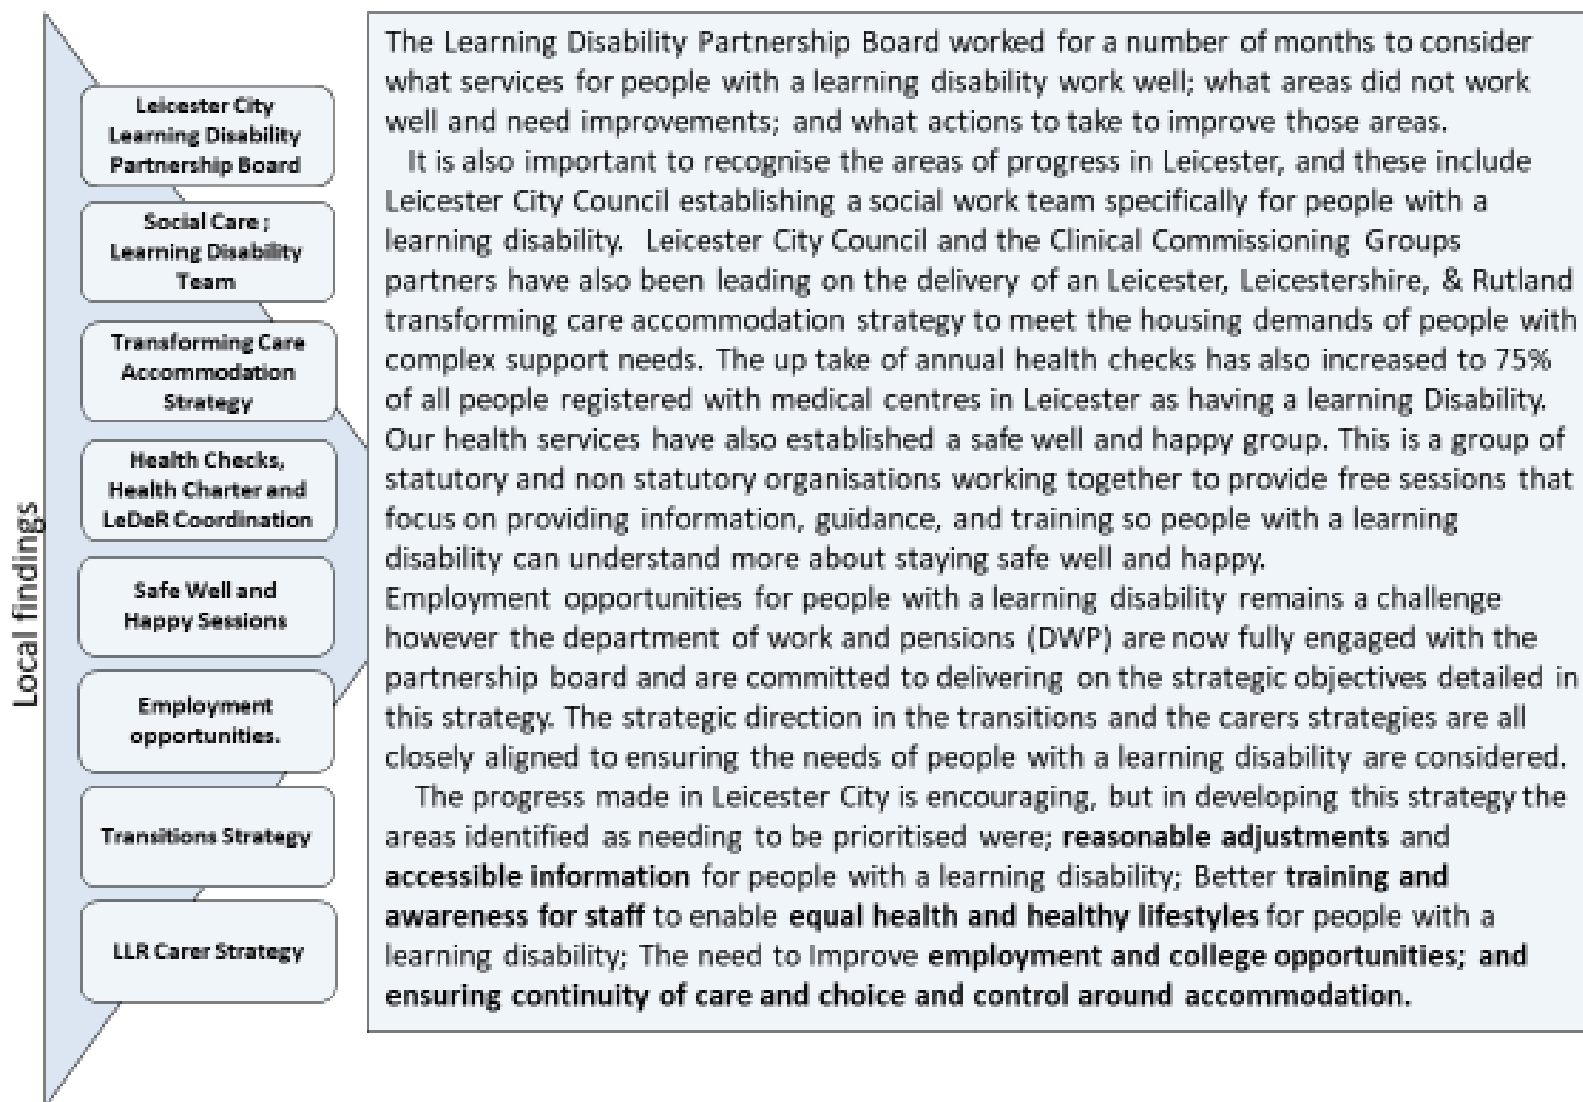 Local findings
Leicester City
Learning Disability
Partnership Board
Social Care ;
Learning Disability
Team
Transforming Care
Accommodation
Strategy
Health Checks,
Health Charter and
LeDeR Coordination
Safe Well and
Happy Sessions
Employment
opportunities.
Transitions Strategy
LLR Carer Strategy
The Learning Disability Partnership Board worked for a number of months to consider
what services for people with a learning disability work well; what areas did not work
well and need improvements; and what actions to take to improve those areas.
It is also important to recognise the areas of progress in Leicester, and these include
Leicester City Council establishing a social work team specifically for people with a
learning disability. Leicester City Council and the Clinical Commissioning Groups
partners have also been leading on the delivery of an Leicester, Leicestershire, & Rutland
transforming care accommodation strategy to meet the housing demands of people with
complex support needs. The up take of annual health checks has also increased to 75%
of all people registered with medical centres in Leicester as having a learning Disability.
Our health services have also established a safe well and happy group. This is a group of
statutory and non statutory organisations working together to provide free sessions that
focus on providing information, guidance, and training so people with a learning
disability can understand more about staying safe well and happy.
Employment opportunities for people with a learning disability remains a challenge
however the department of work and pensions (DWP) are now fully engaged with the
partnership board and are committed to delivering on the strategic objectives detailed in
this strategy. The strategic direction in the transitions and the carers strategies are all
closely aligned to ensuring the needs of people with a learning disability are considered.
The progress made in Leicester City is encouraging, but in developing this strategy the
areas identified as needing to be prioritised were; reasonable adjustments and
accessible information for people with a learning disability; Better training and
awareness for staff to enable equal health and healthy lifestyles for people with a
learning disability; The need to Improve employment and college opportunities; and
ensuring continuity of care and choice and control around accommodation.